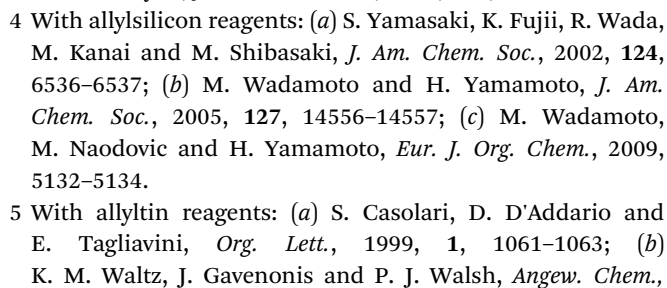 4 With allylsilicon reagents: (a) S. Yamasaki, K. Fujii, R. Wada,
M. Kanai and M. Shibasaki, J. Am. Chem. Soc., 2002, 124,
6536–6537; (b) M. Wadamoto and H. Yamamoto, J. Am.
Chem. Soc., 2005, 127, 14556–14557; (c) M. Wadamoto,
M. Naodovic and H. Yamamoto, Eur. J. Org. Chem., 2009,
5132–5134.
5 With allyltin reagents: (a) S. Casolari, D. D'Addario and
E. Tagliavini, Org. Lett., 1999, 1, 1061–1063; (b)
K. M. Waltz, J. Gavenonis and P. J. Walsh, Angew. Chem.,